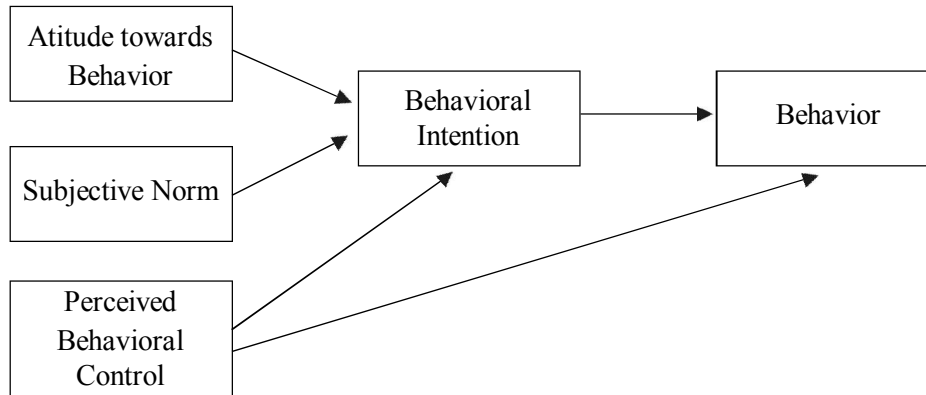 Atitude towards
Behavior
Subjective Norm
Perceived
Behavioral
Control
Behavioral
Intention
Behavior